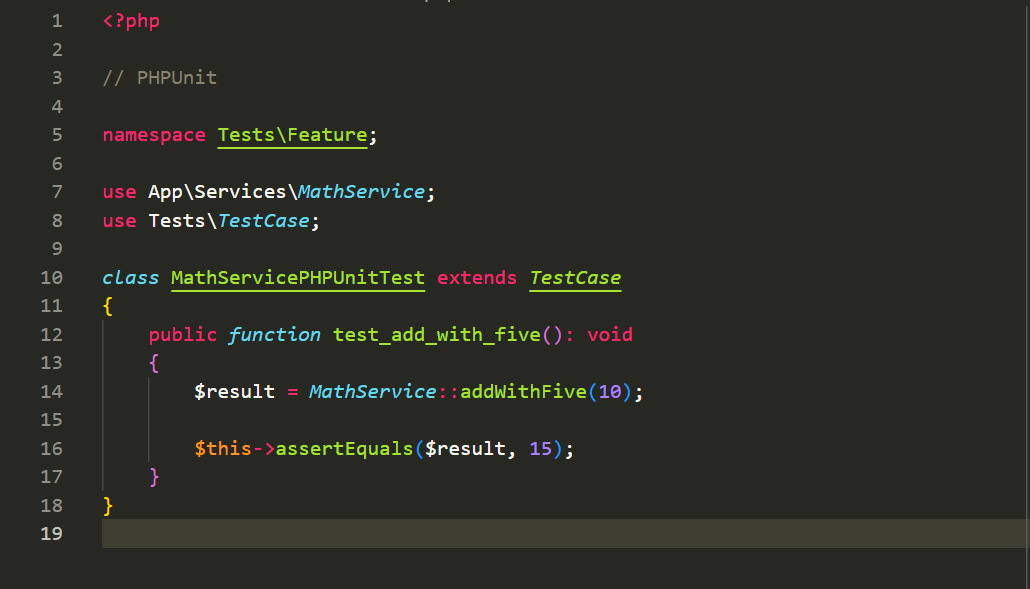 1 <?php
2
3 // PHPUnit
4
5 namespace Tests\Feature;
6
7 use App\Services\MathService;
8 use Tests\TestCase;
9
10 class MathServicePHPUnitTest extends TestCase
11 {
12     public function test_add_with_five(): void
13     {
14         $result = MathService::addWithFive(10);
15
16         $this->assertEquals($result, 15);
17     }
18 }
19